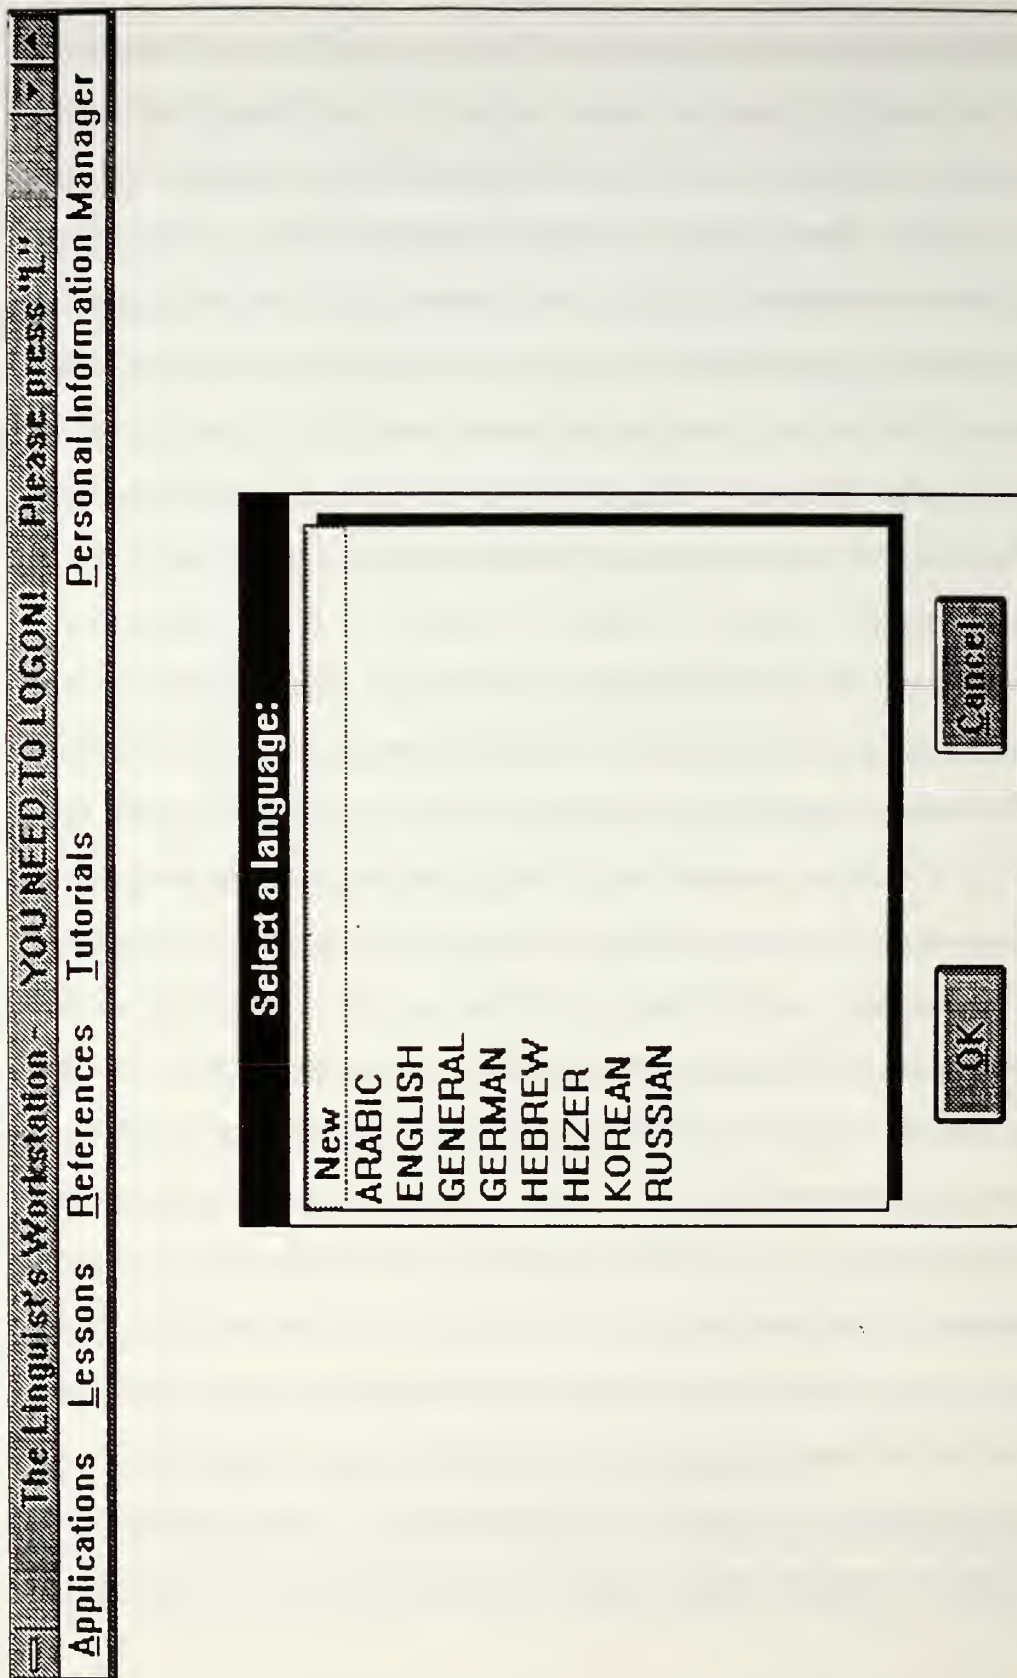 The Linguist's Workstation - YOU NEED TO LOGON! Please press "L"
Applications Lessons References Tutorials Personal Information Manager
Select a language:
New
ARABIC
ENGLISH
GENERAL
GERMAN
HEBREW
HEIZER
KOREAN
RUSSIAN
OK Cancel